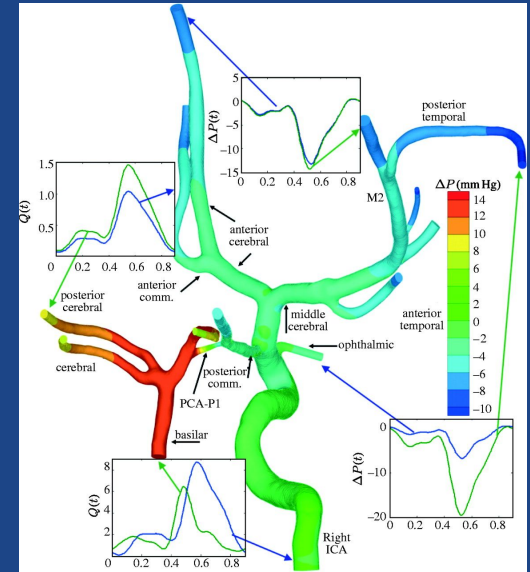 5
0
−5
−10
−15
0 0.2 0.4 0.6 0.8
ΔP(t)
posterior
temporal
M2
1.5
1.0
0.5
0 0.2 0.4 0.6 0.8
Q(t)
ΔP(mm Hg)
14
12
10
8
6
4
2
0
−2
−4
−6
−8
−10
anterior
cerebral
anterior
comm.
posterior
cerebral
middle
cerebral
anterior
temporal
ophthalmic
cerebral
posterior
comm.
PCA-P1
basilar
0
−10
−20
0 0.2 0.4 0.6 0.8
ΔP(t)
8
6
4
2
0 0.2 0.4 0.6 0.8
Q(t)
Right
ICA